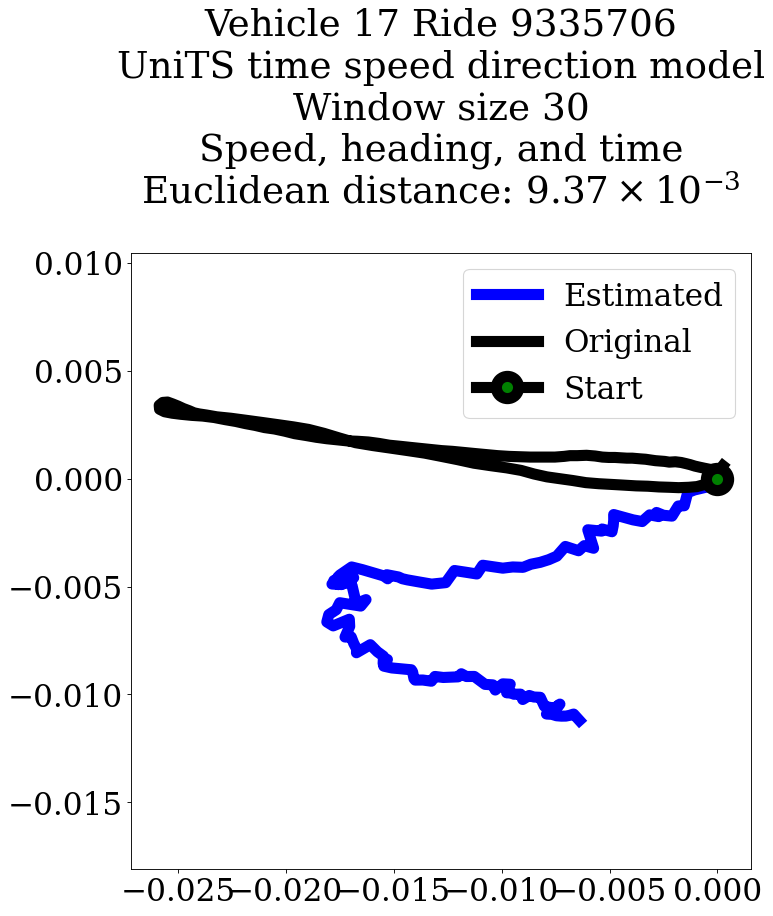 Vehicle 17 Ride 9335706
UniTS time speed direction model
Window size 30
Speed, heading, and time
Euclidean distance: 9.37 × 10⁻³
0.010
0.005
0.000
−0.005
−0.010
−0.015
Estimated
Original
Start
−0.025 −0.020 −0.015 −0.010 −0.005 0.000